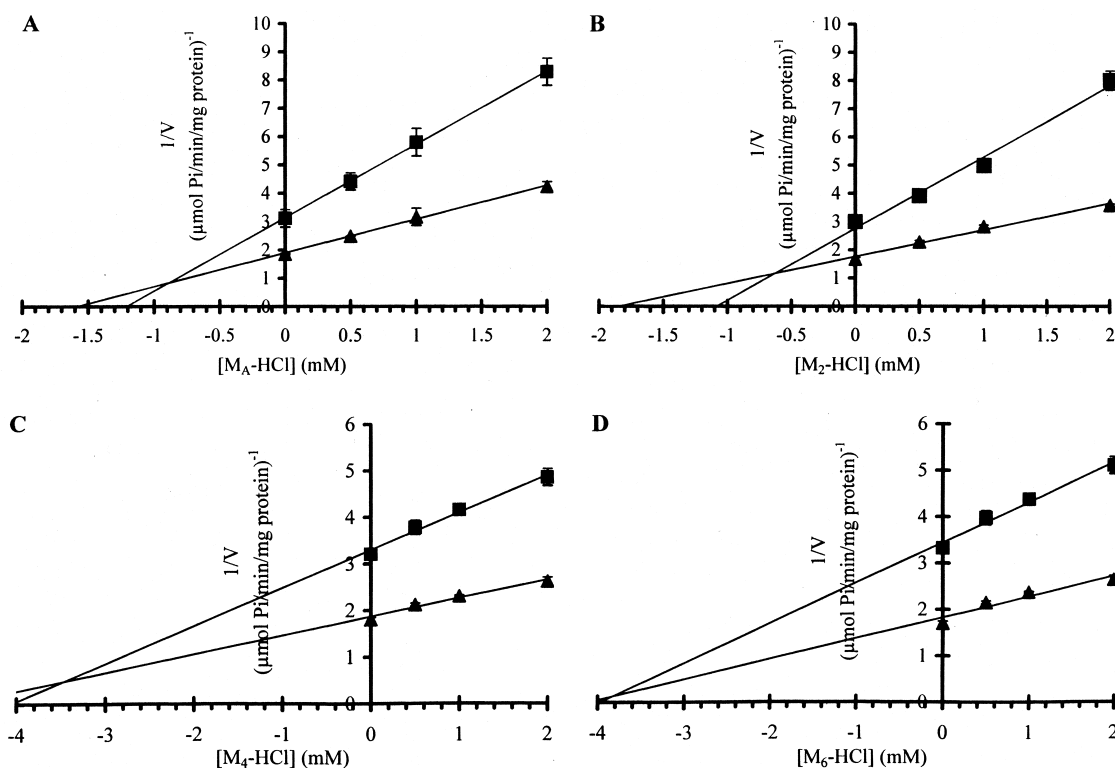 A
1/V
(µmol Pi/min/mg protein)⁻¹
10
9
8
7
6
5
4
3
2
1
0
-2 -1.5 -1 -0.5 0 0.5 1 1.5 2
[M_A-HCl] (mM)
B
1/V
(µmol Pi/min/mg protein)⁻¹
10
9
8
7
6
5
4
3
2
1
0
-2 -1.5 -1 -0.5 0 0.5 1 1.5 2
[M₂-HCl] (mM)
C
1/V
(µmol Pi/min/mg protein)⁻¹
6
5
4
3
2
1
0
-4 -3 -2 -1 0 1 2
[M₄-HCl] (mM)
D
1/V
(µmol Pi/min/mg protein)⁻¹
6
5
4
3
2
1
0
-4 -3 -2 -1 0 1 2
[M₆-HCl] (mM)